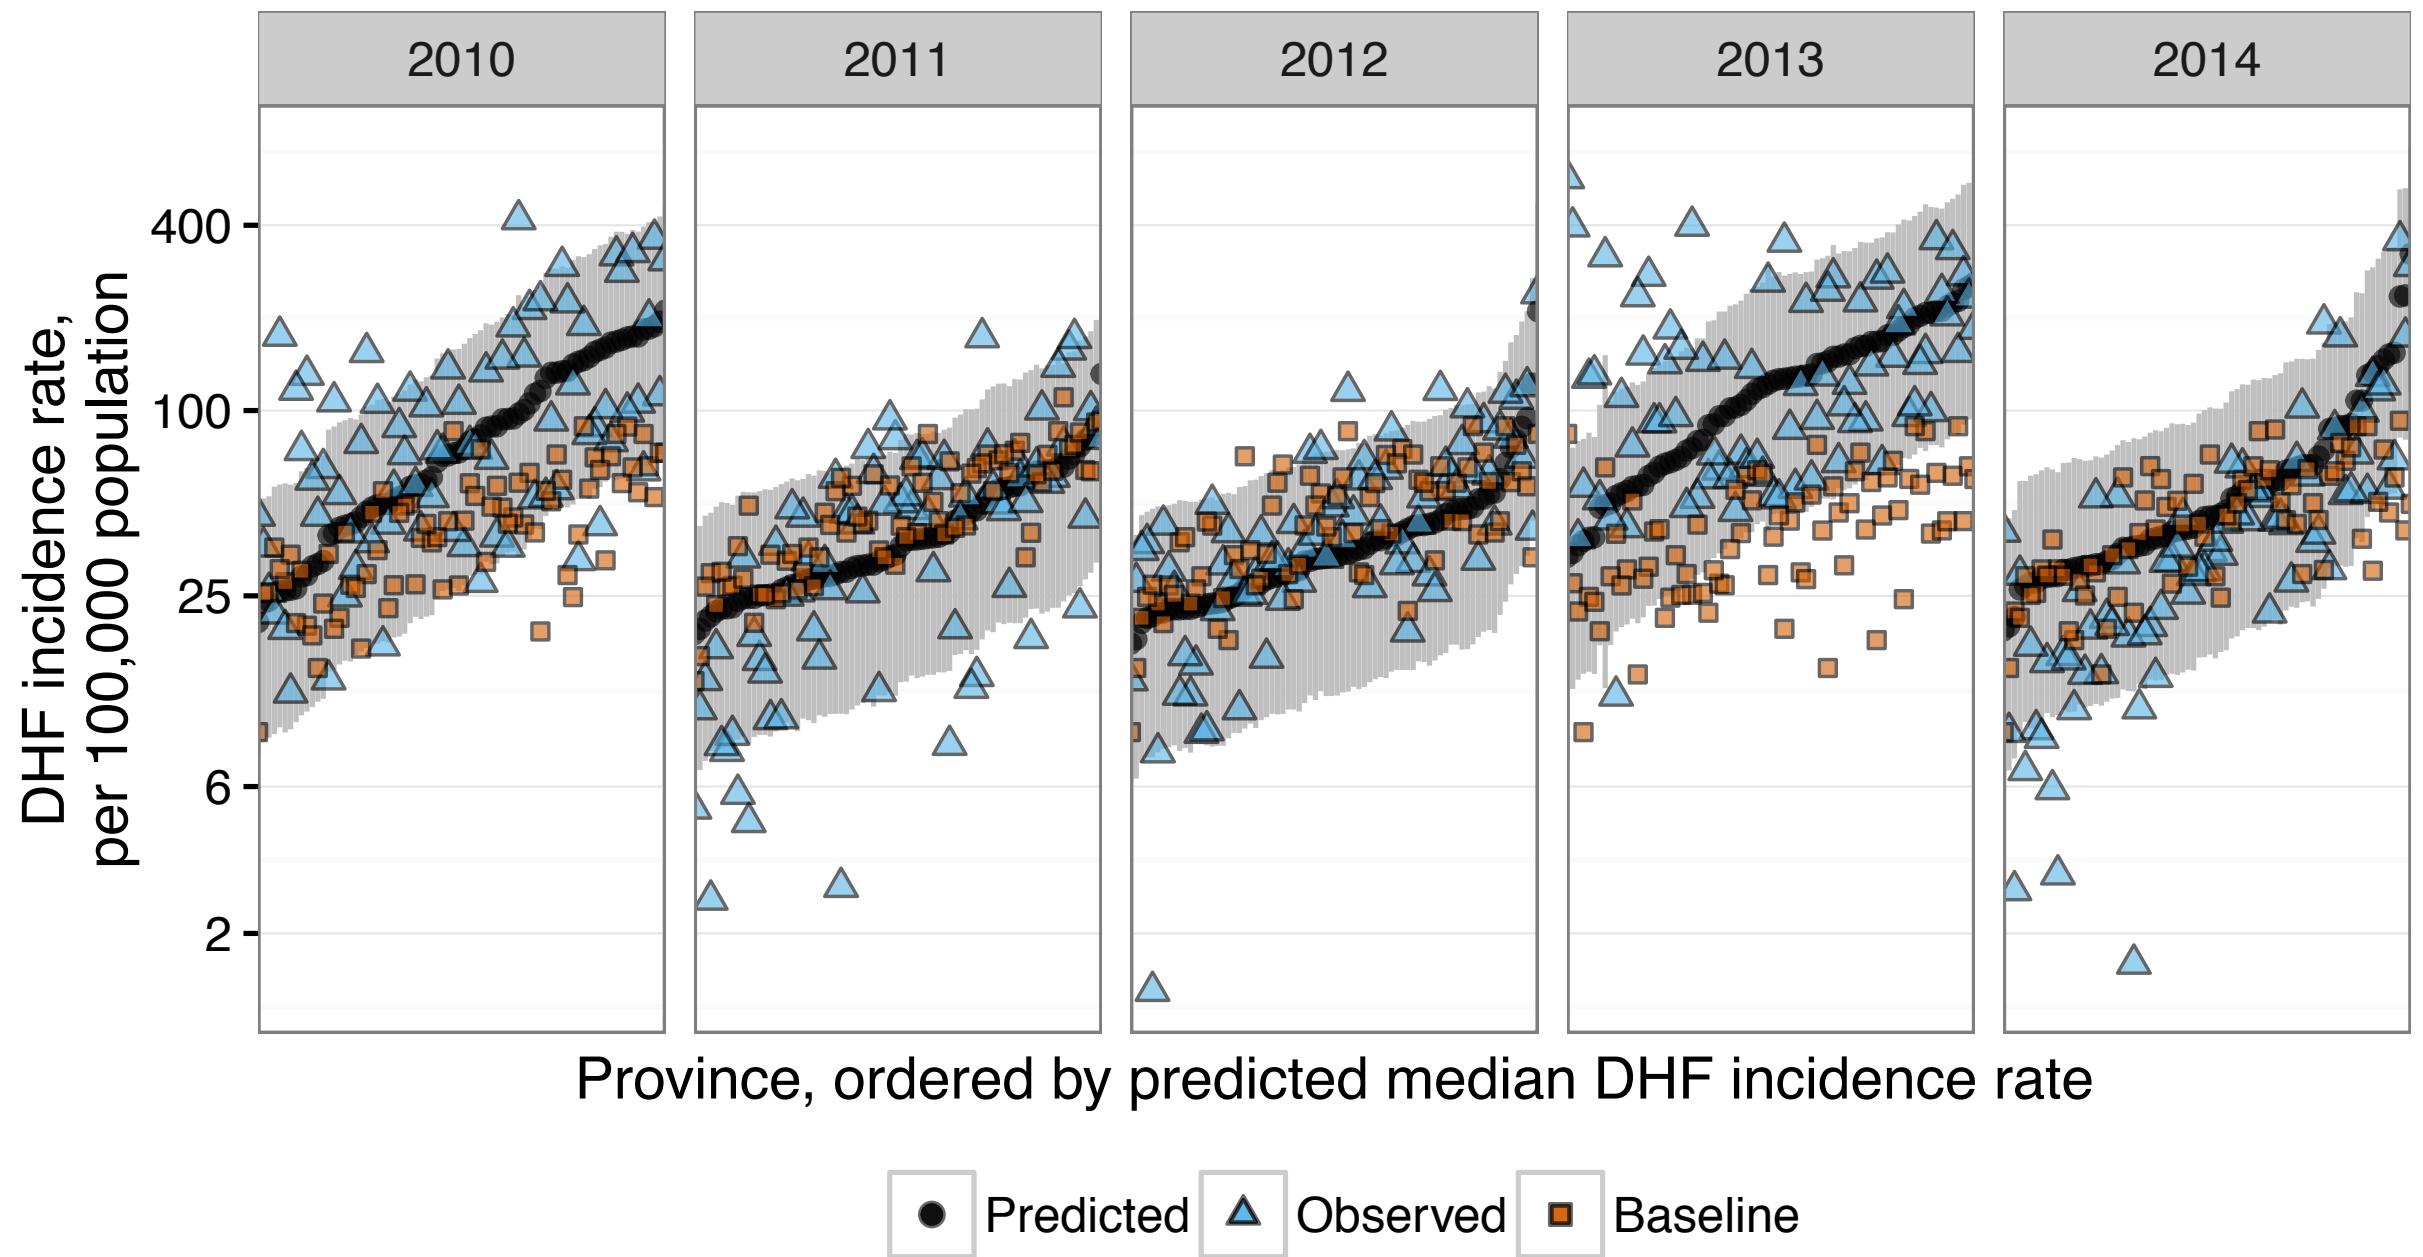 2010 2011 2012 2013 2014
DHF incidence rate,
per 100,000 population
400
100
25
6
2
Province, ordered by predicted median DHF incidence rate
Predicted Observed Baseline